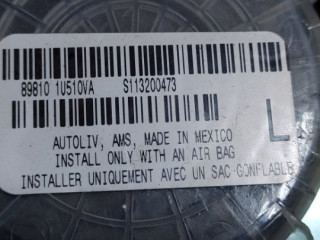 89810 1U510VA S113200473
AUTOLIV, AMS, MADE IN MEXICO
INSTALL ONLY WITH AN AIR BAG
INSTALLER UNIQUEMENT AVEC UN SAC GONFLABLE
L